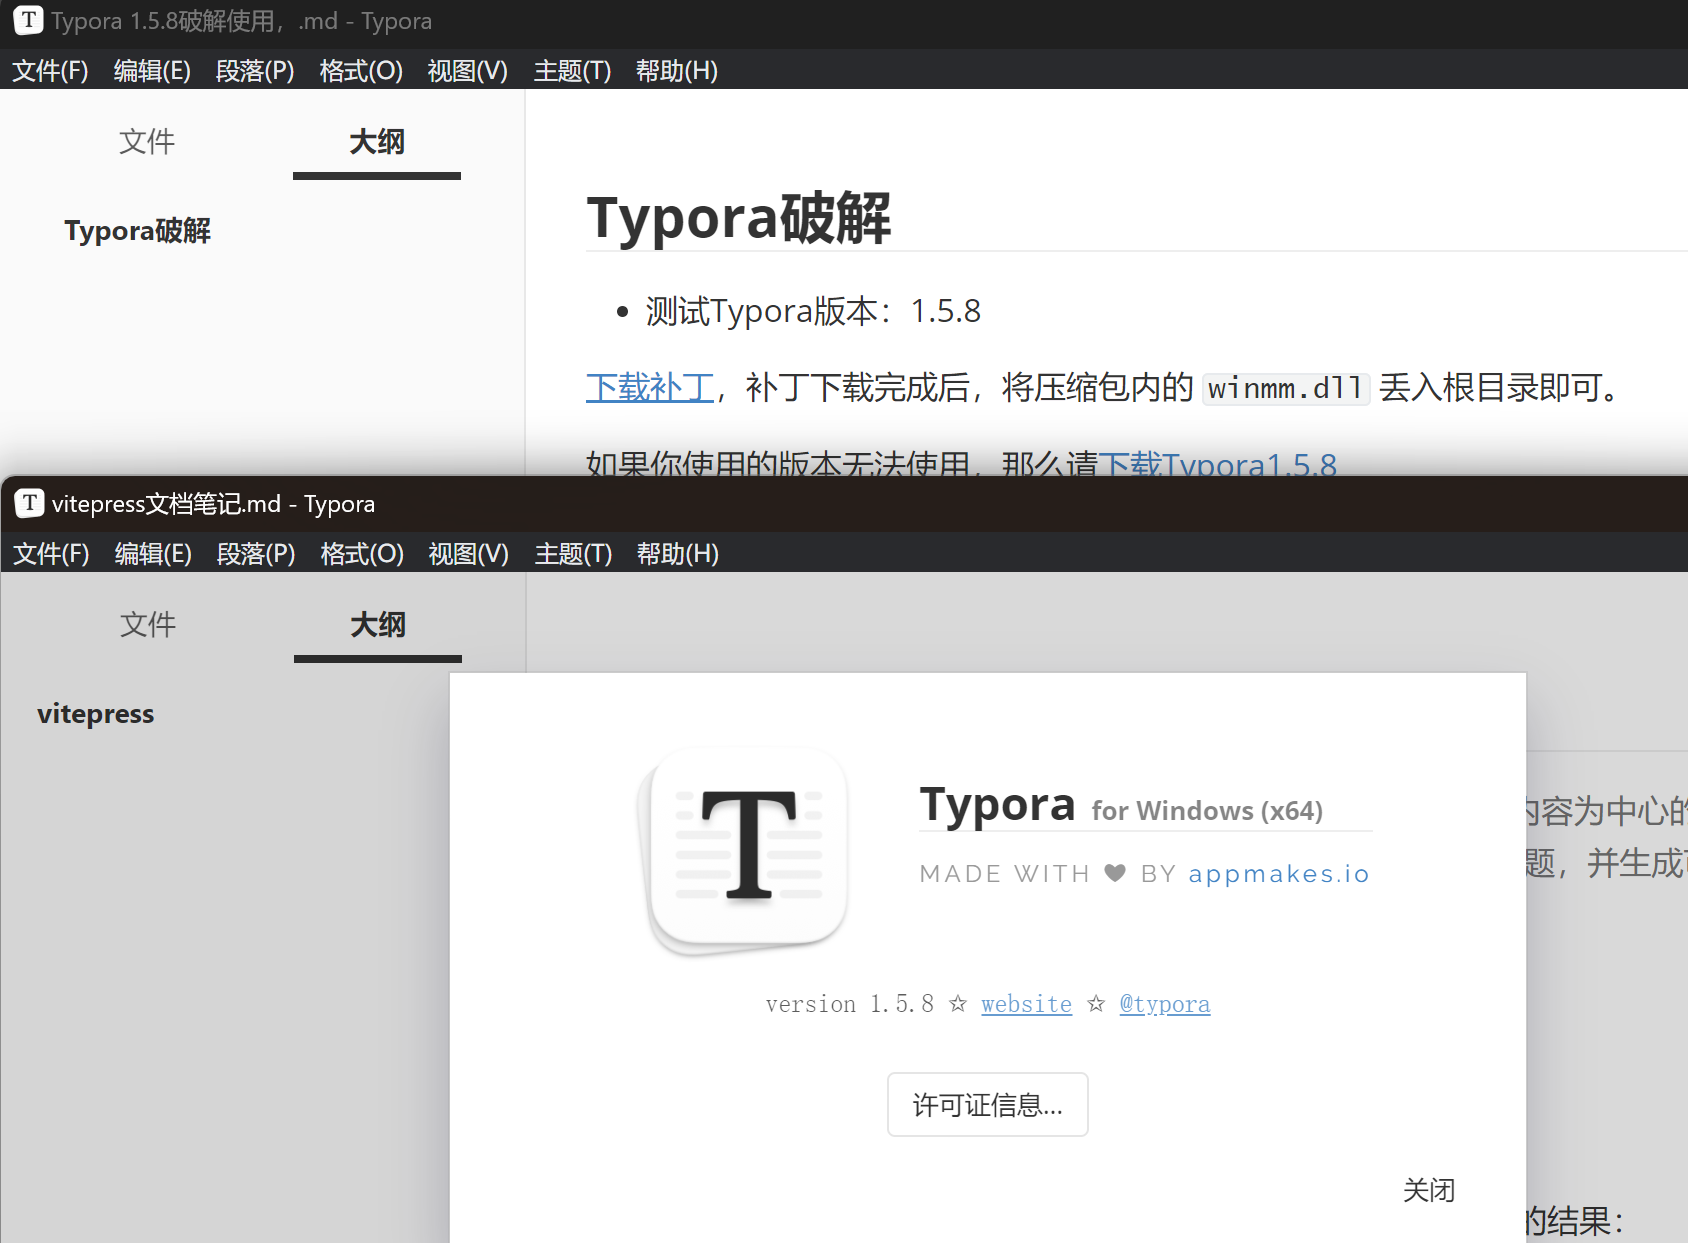 Typora 1.5.8破解使用，.md - Typora
文件(F) 编辑(E) 段落(P) 格式(O) 视图(V) 主题(T) 帮助(H)
文件 大纲
Typora破解
Typora破解
测试Typora版本：1.5.8
下载补丁，补丁下载完成后，将压缩包内的 winmm.dll 丢入根目录即可。
如果你使用的版本无法使用，那么请下载Typora1.5.8
vitepress文档笔记.md - Typora
文件(F) 编辑(E) 段落(P) 格式(O) 视图(V) 主题(T) 帮助(H)
文件 大纲
vitepress
T
Typora for Windows (x64)
MADE WITH ♥ BY appmakes.io
version 1.5.8 ☆ website ☆ @typora
许可证信息...
关闭
内容为中心的
题，并生成
的结果：